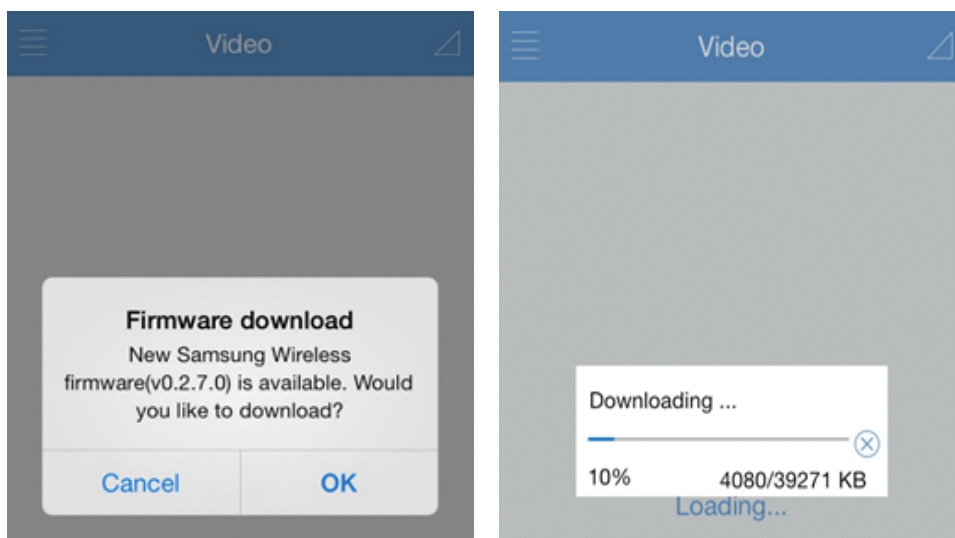 Video
Firmware download
New Samsung Wireless
firmware(v0.2.7.0) is available. Would
you like to download?
Cancel OK
Video
Downloading ...
10% 4080/39271 KB
Loading...